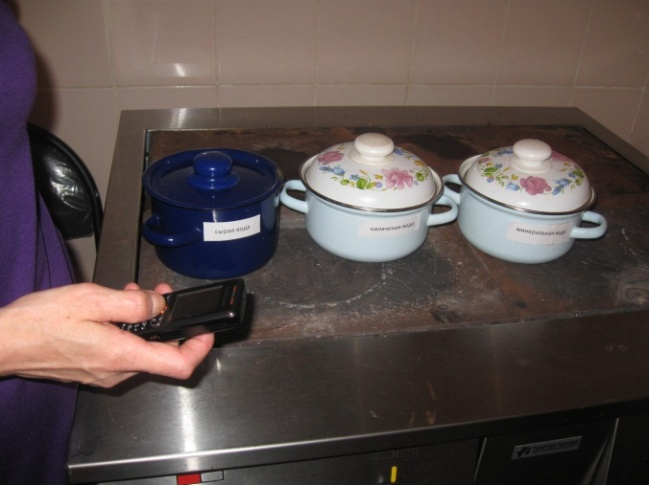 сырая вода
кипяченая вода
минеральная вода